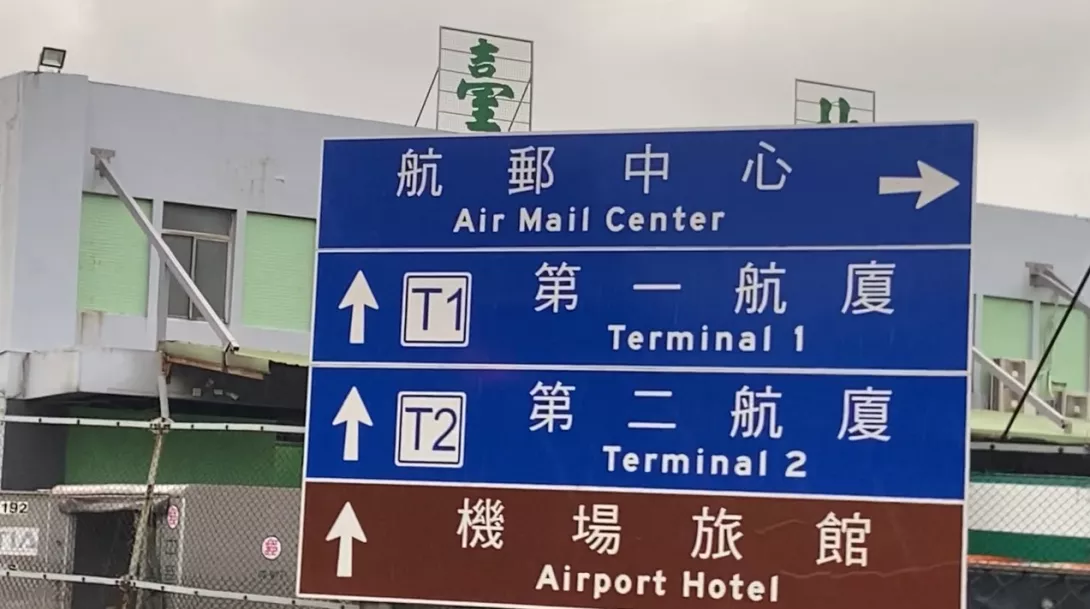 臺
航郵中心
Air Mail Center
T1
第一航廈
Terminal 1
T2
第二航廈
Terminal 2
機場旅館
Airport Hotel
192